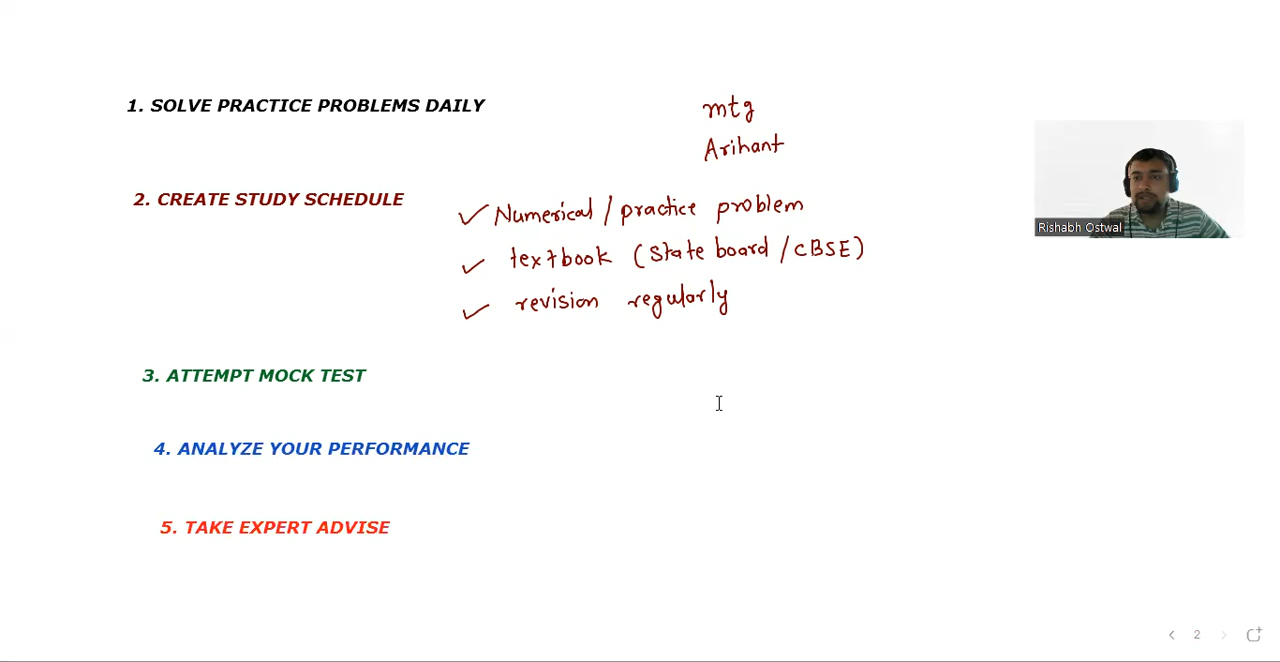 1. SOLVE PRACTICE PROBLEMS DAILY
mtg
Arihant
2. CREATE STUDY SCHEDULE
Numerical / practice problem
textbook (State board / CBSE)
revision regularly
3. ATTEMPT MOCK TEST
4. ANALYZE YOUR PERFORMANCE
5. TAKE EXPERT ADVISE
Rishabh Ostwal
2